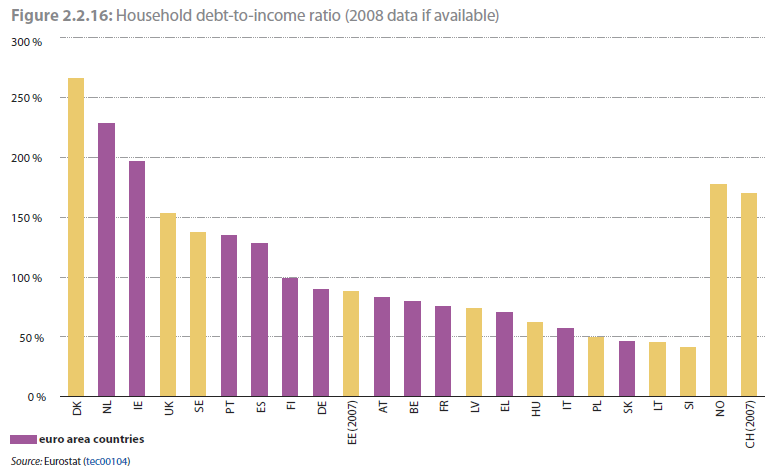 Figure 2.2.16: Household debt-to-income ratio (2008 data if available)
300 %
250 %
200 %
150 %
100 %
50 %
0 %
DK
NL
IE
UK
SE
PT
ES
FI
DE
EE (2007)
AT
BE
FR
LV
EL
HU
IT
PL
SK
LT
SI
NO
CH (2007)
euro area countries
Source: Eurostat (tec00104)